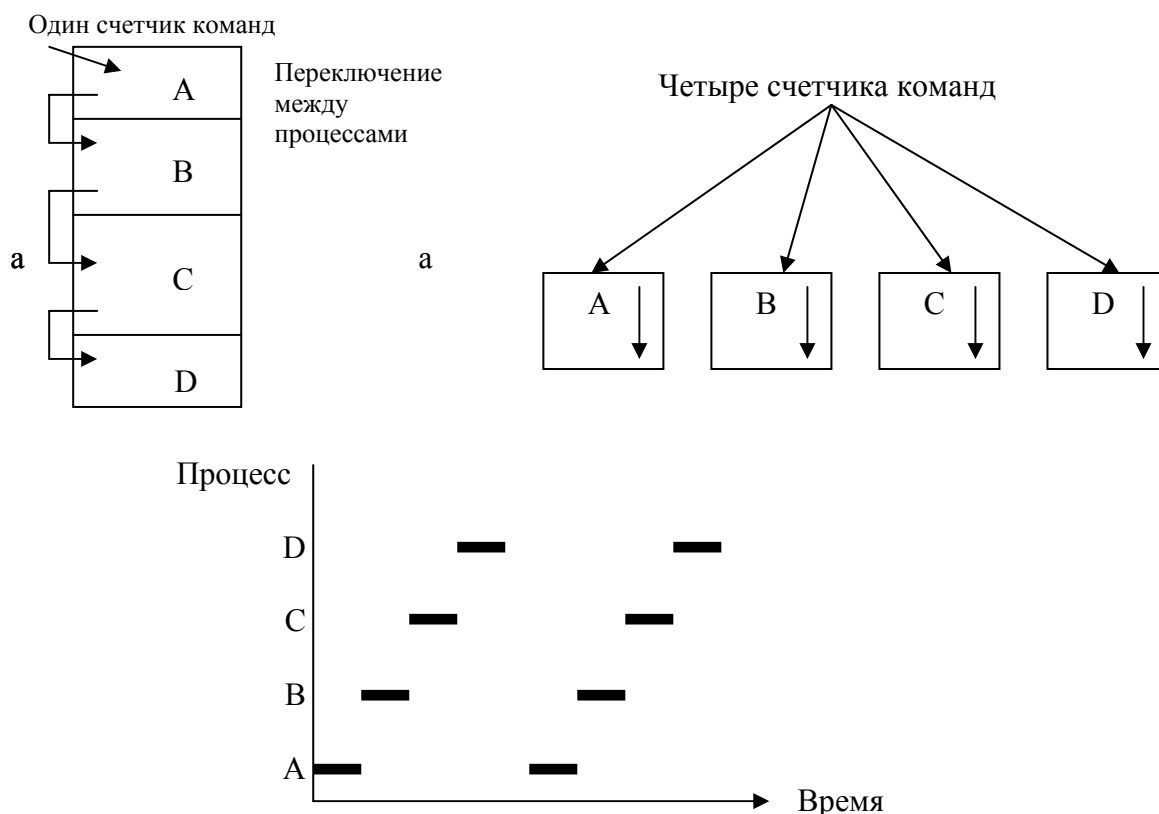 Один счетчик команд
A
B
C
D
Переключение
между
процессами
а
а
Четыре счетчика команд
A
B
C
D
Процесс
D
C
B
A
Время